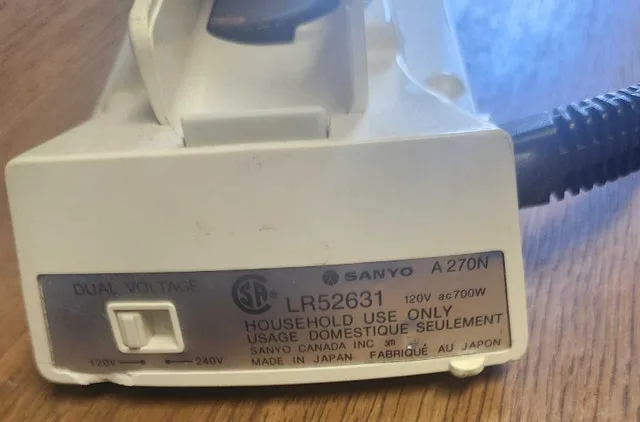 DUAL VOLTAGE
120V 240V
SANYO A 270N
LR52631 120V ac700W
HOUSEHOLD USE ONLY
USAGE DOMESTIQUE SEULEMENT
SANYO CANADA INC
MADE IN JAPAN FABRIQUÉ AU JAPON